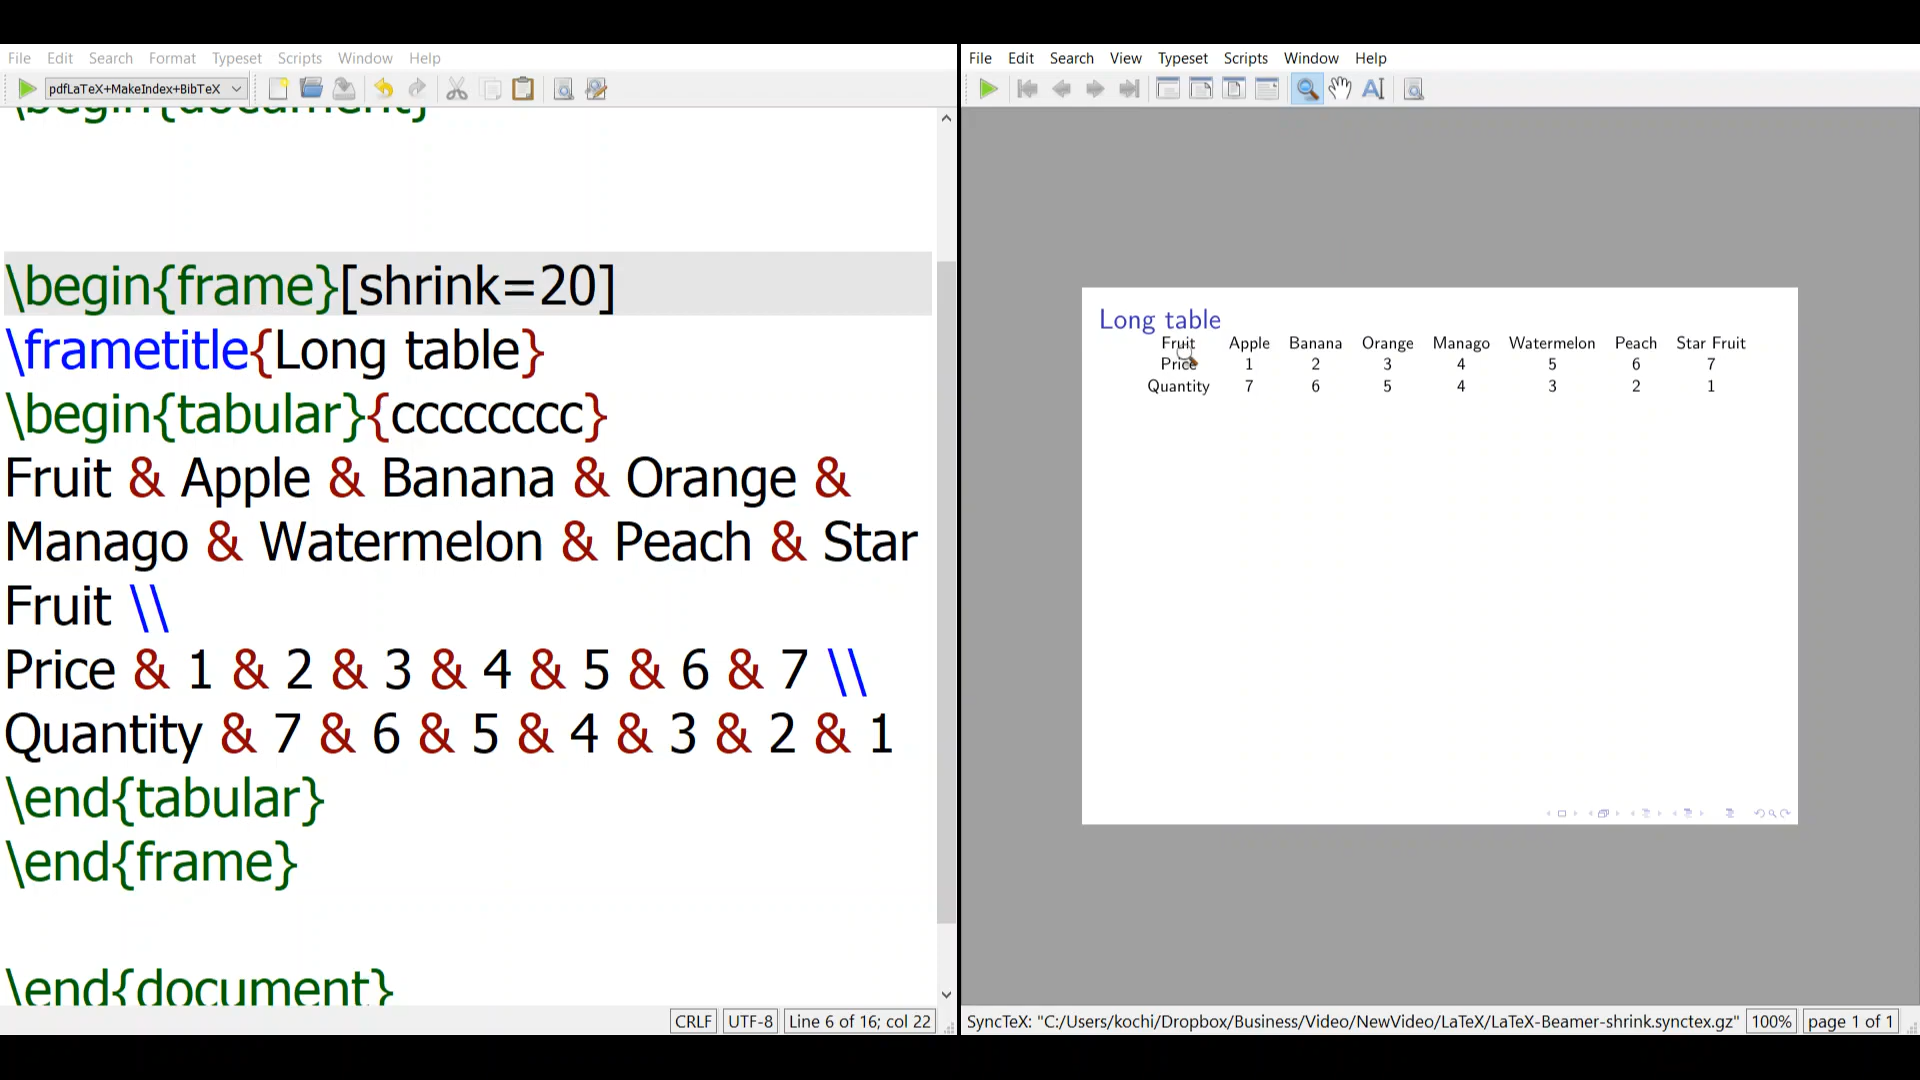 File Edit Search Format Typeset Scripts Window Help
pdfLaTeX+MakeIndex+BibTeX
\begin{document}
\begin{frame}[shrink=20]
\frametitle{Long table}
\begin{tabular}{cccccccc}
Fruit & Apple & Banana & Orange &
Manago & Watermelon & Peach & Star
Fruit \\
Price & 1 & 2 & 3 & 4 & 5 & 6 & 7 \\
Quantity & 7 & 6 & 5 & 4 & 3 & 2 & 1
\end{tabular}
\end{frame}
\end{document}
CRLF UTF-8 Line 6 of 16; col 22
File Edit Search View Typeset Scripts Window Help
Long table
Fruit Apple Banana Orange Manago Watermelon Peach Star Fruit
Price 1 2 3 4 5 6 7
Quantity 7 6 5 4 3 2 1
SyncTeX: "C:/Users/kochi/Dropbox/Business/Video/NewVideo/LaTeX/LaTeX-Beamer-shrink.synctex.gz" 100% page 1 of 1